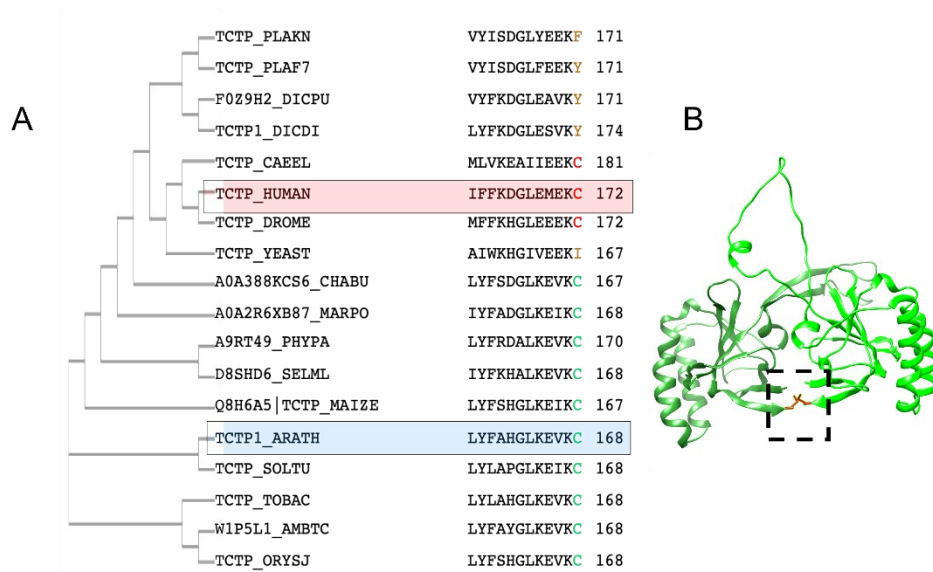 A
B
TCTP_PLAKN VYISDGLYEEKF 171
TCTP_PLAF7 VYISDGLFEEKY 171
F0Z9H2_DICPU VYFKDGLEAVKY 171
TCTP1_DICDI LYFKDGLESVKY 174
TCTP_CAEEL MLVKEAIIEEKC 181
TCTP_HUMAN IFFKDGLEMEKC 172
TCTP_DROME MFFKHGLEEEKC 172
TCTP_YEAST AIWKHGIVEEKI 167
A0A388KCS6_CHABU LYFSDGLKEVKC 167
A0A2R6XB87_MARPO IYFADGLKEIKC 168
A9RT49_PHYPA LYFRDALKEVKC 170
D8SHD6_SELML IYFKHALKEVKC 168
Q8H6A5|TCTP_MAIZE LYFSHGLKEIKC 167
TCTP1_ARATH LYFAHGLKEVKC 168
TCTP_SOLTU LYLAPGLKEIKC 168
TCTP_TOBAC LYLAHGLKEVKC 168
W1P5L1_AMBTC LYFAYGLKEVKC 168
TCTP_ORYSJ LYFSHGLKEVKC 168